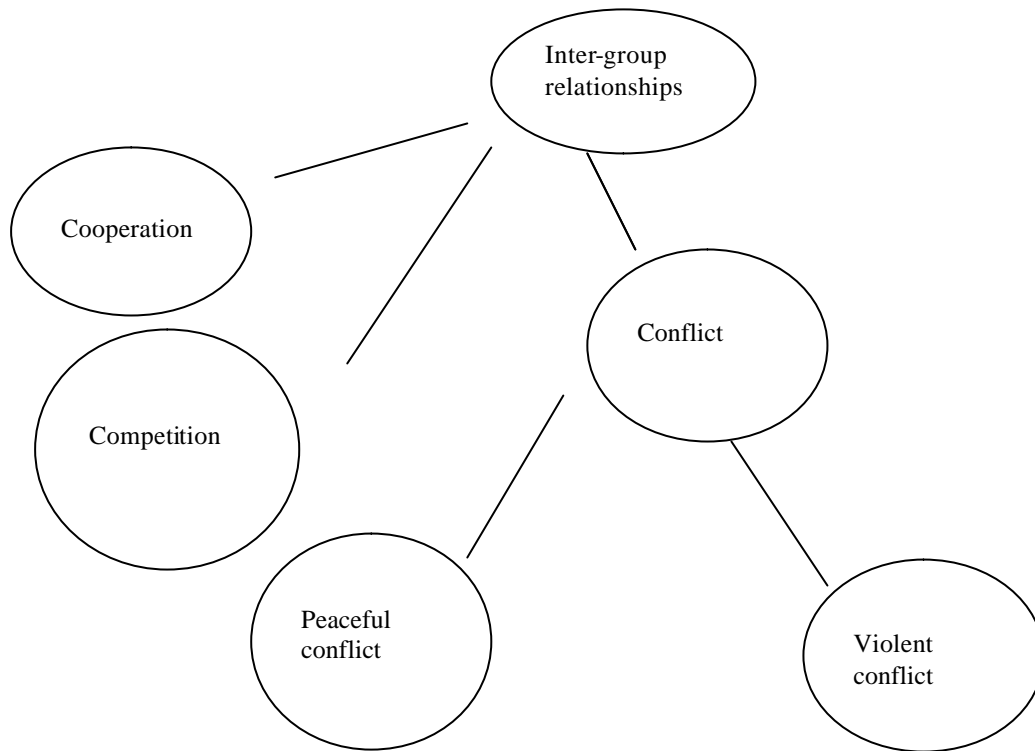 Inter-group
relationships
Cooperation
Conflict
Competition
Peaceful
conflict
Violent
conflict